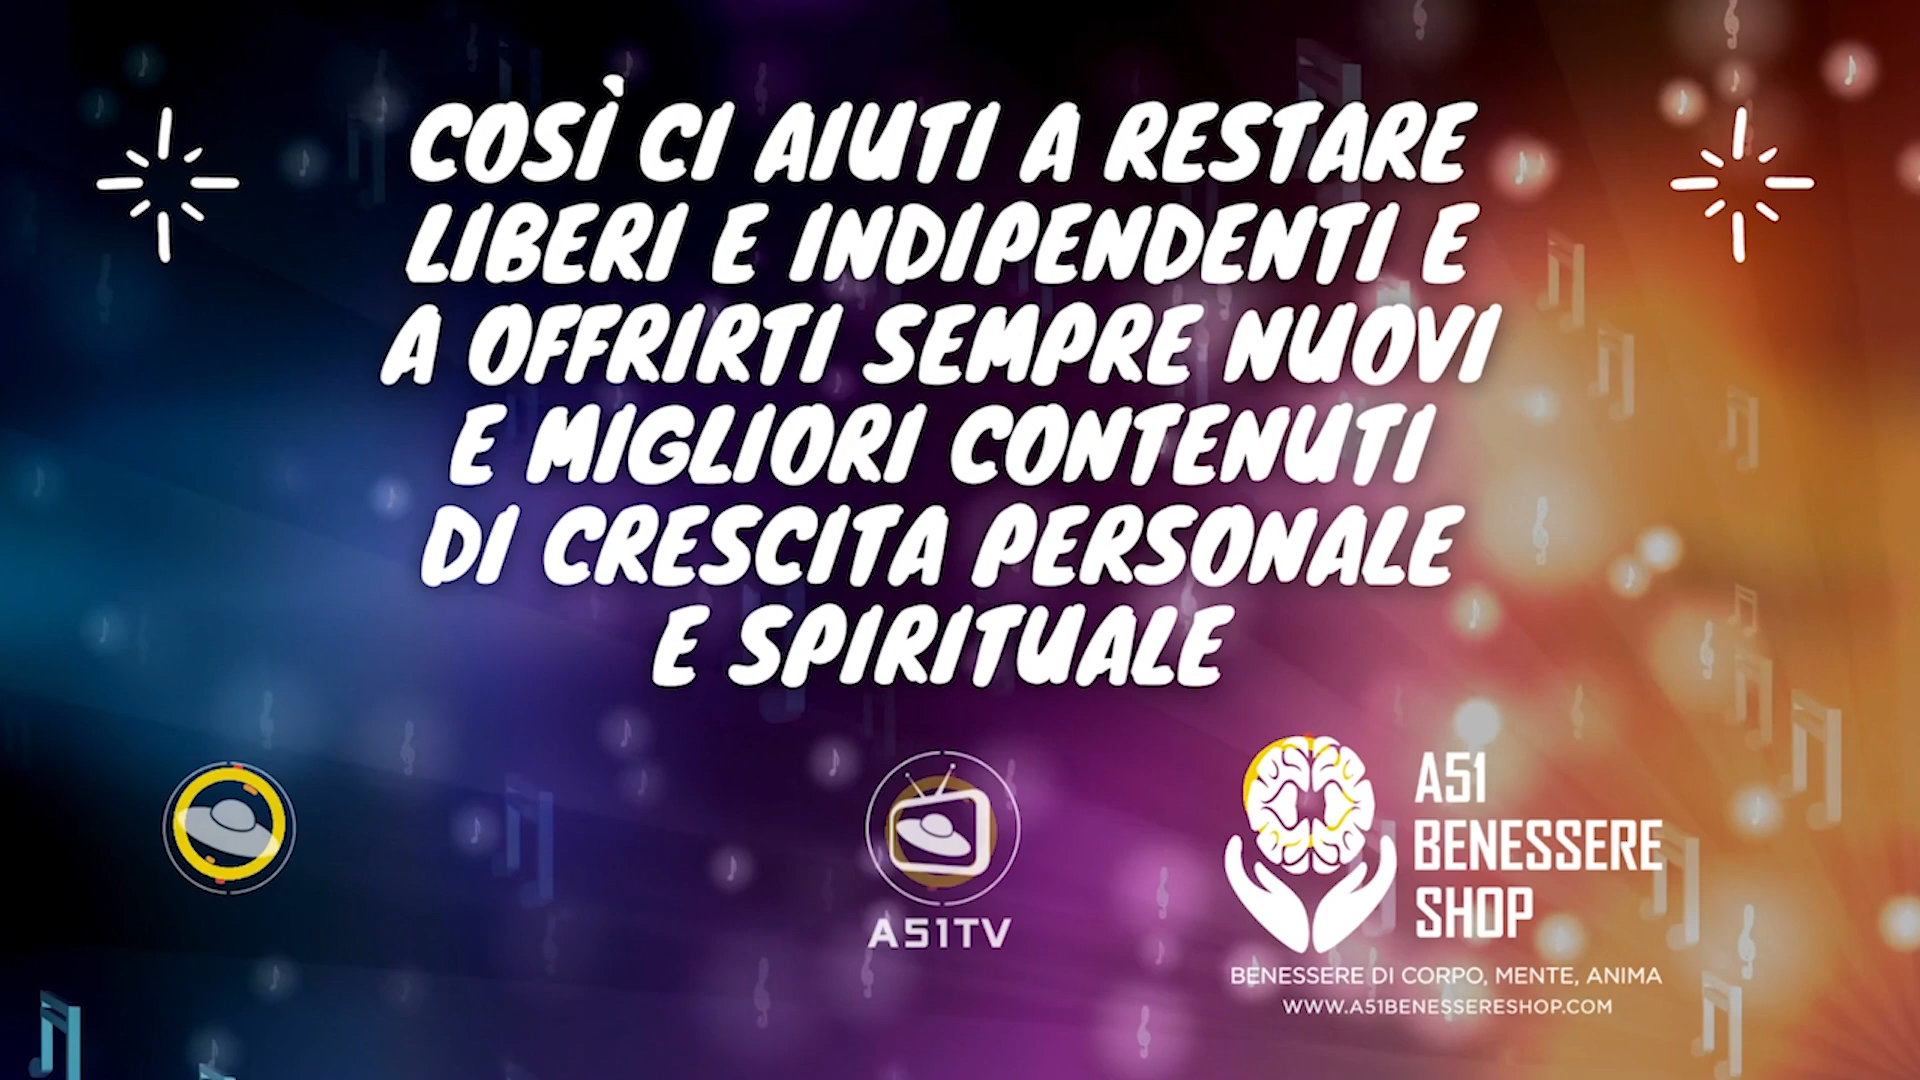 COSÌ CI AIUTI A RESTARE
LIBERI E INDIPENDENTI E
A OFFRIRTI SEMPRE NUOVI
E MIGLIORI CONTENUTI
DI CRESCITA PERSONALE
E SPIRITUALE
A51TV
A51
BENESSERE
SHOP
BENESSERE DI CORPO, MENTE, ANIMA
WWW.A51BENESSERESHOP.COM